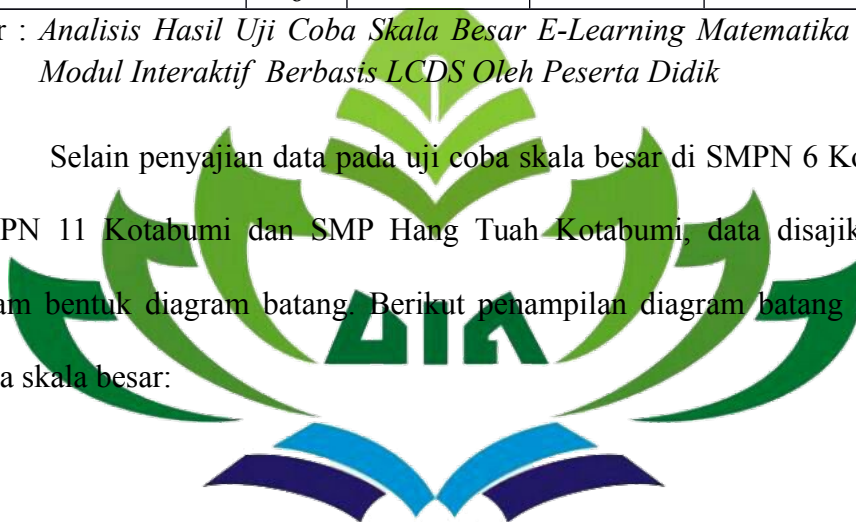 r : Analisis Hasil Uji Coba Skala Besar E-Learning Matematika
Modul Interaktif Berbasis LCDS Oleh Peserta Didik
Selain penyajian data pada uji coba skala besar di SMPN 6 Ko
PN 11 Kotabumi dan SMP Hang Tuah Kotabumi, data disajik
am bentuk diagram batang. Berikut penampilan diagram batang
a skala besar: